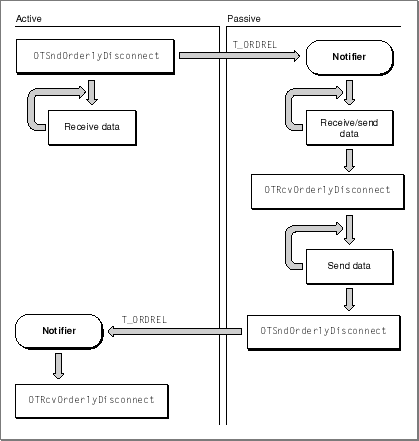 Active
Passive
OTSndOrderlyDisconnect
T_ORDREL
Notifier
Receive data
Receive/send
data
OTRcvOrderlyDisconnect
Send data
T_ORDREL
Notifier
OTSndOrderlyDisconnect
OTRcvOrderlyDisconnect